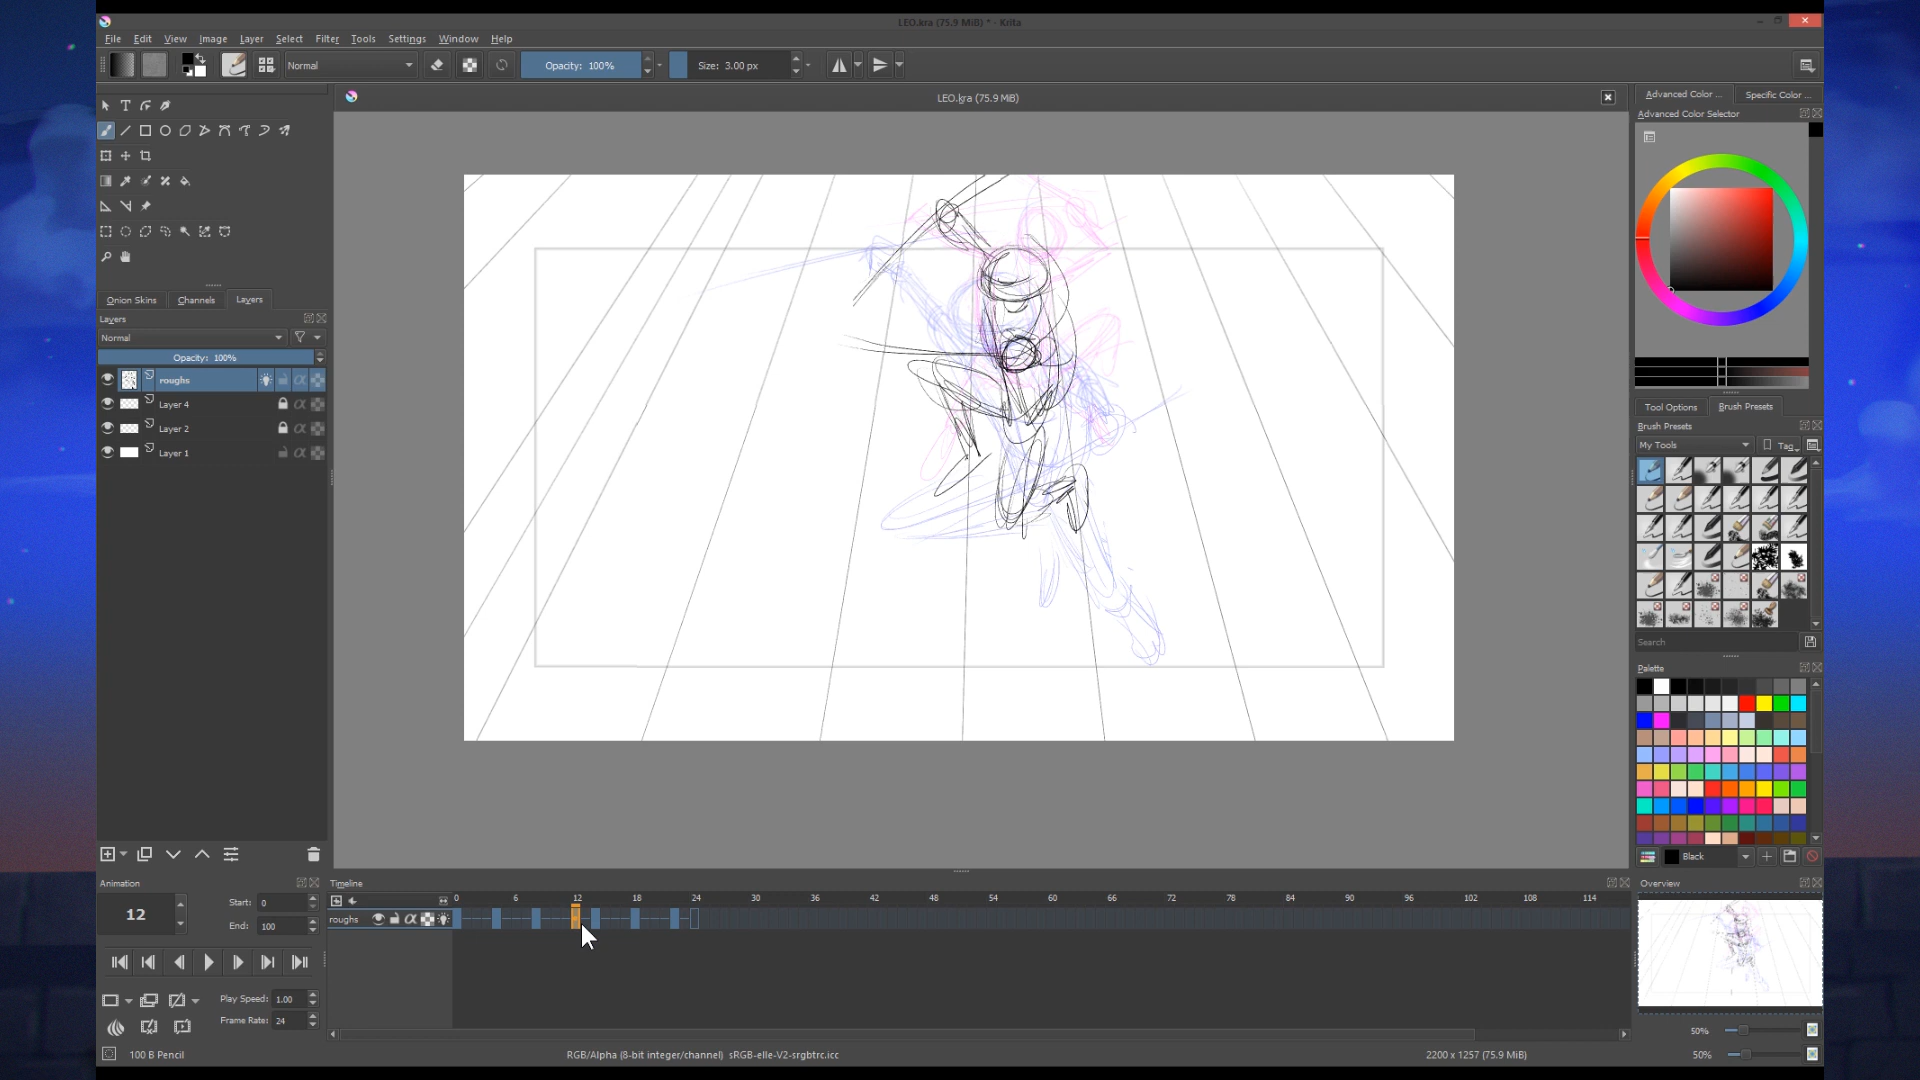 LEO.kra (75.9 MiB) * - Krita
File Edit View Image Layer Select Filter Tools Settings Window Help
Normal Opacity: 100% Size: 3.00 px
LEO.kra (75.9 MiB)
Advanced Color ... Specific Color ...
Advanced Color Selector
Onion Skins Channels Layers
Layers
Normal
Opacity: 100%
roughs
Layer 4
Layer 2
Layer 1
Tool Options Brush Presets
Brush Presets
My Tools Tag
Search
Palette
Black
Animation
12
Start: 0
End: 100
Play Speed: 1.00
Frame Rate: 24
Timeline
0 6 12 18 24 30 36 42 48 54 60 66 72 78 84 90 96 102 108 114
roughs
Overview
50%
50%
100 B Pencil
RGB/Alpha (8-bit integer/channel) sRGB-elle-V2-srgbtrc.icc
2200 x 1257 (75.9 MiB)